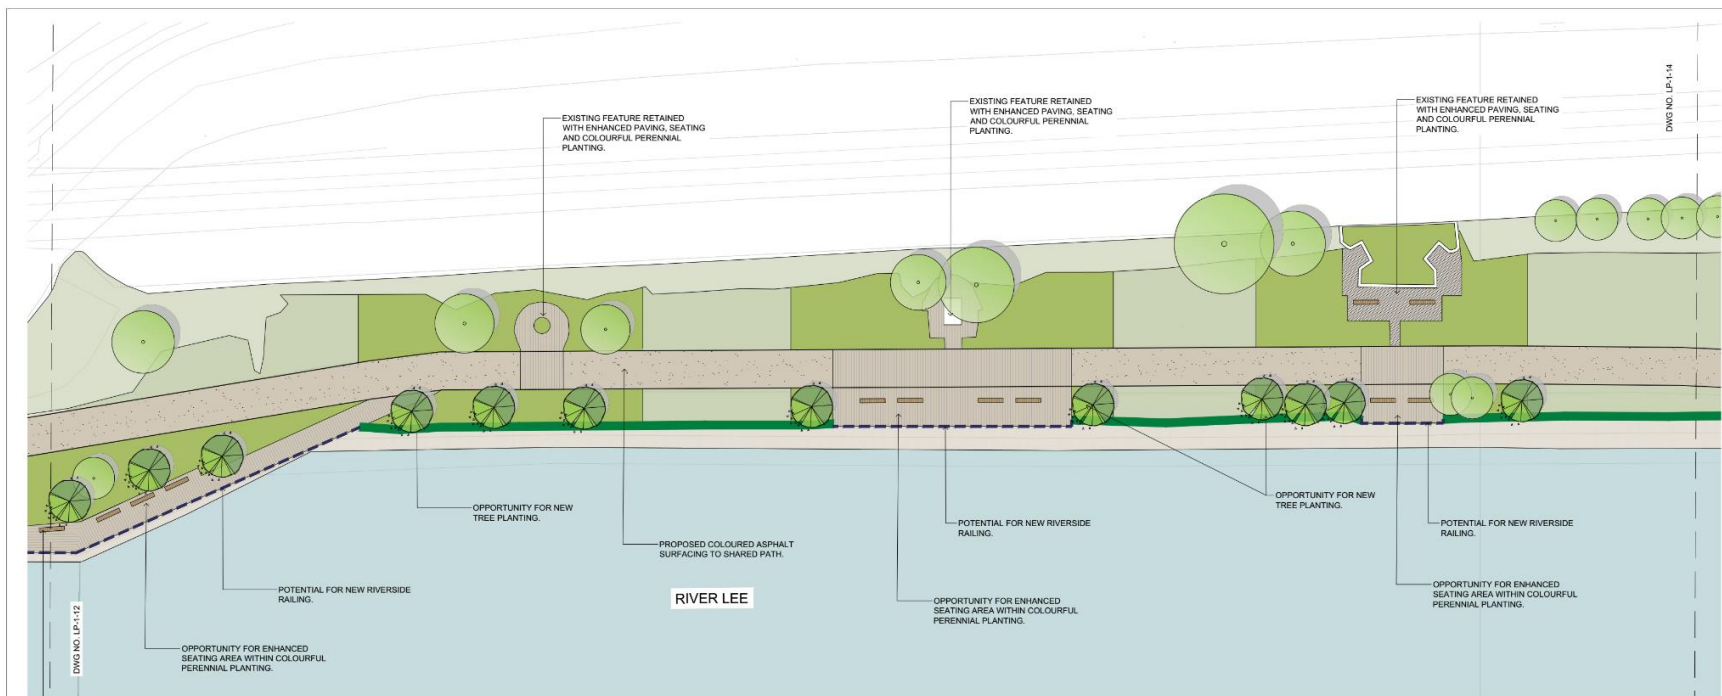 EXISTING FEATURE RETAINED
WITH ENHANCED PAVING, SEATING
AND COLOURFUL PERENNIAL
PLANTING.
EXISTING FEATURE RETAINED
WITH ENHANCED PAVING, SEATING
AND COLOURFUL PERENNIAL
PLANTING.
EXISTING FEATURE RETAINED
WITH ENHANCED PAVING, SEATING
AND COLOURFUL PERENNIAL
PLANTING.
DWG NO. LP-1-14
OPPORTUNITY FOR NEW
TREE PLANTING.
PROPOSED COLOURED ASPHALT
SURFACING TO SHARED PATH.
POTENTIAL FOR NEW RIVERSIDE
RAILING.
OPPORTUNITY FOR NEW
TREE PLANTING.
POTENTIAL FOR NEW RIVERSIDE
RAILING.
POTENTIAL FOR NEW RIVERSIDE
RAILING.
RIVER LEE
OPPORTUNITY FOR ENHANCED
SEATING AREA WITHIN COLOURFUL
PERENNIAL PLANTING.
OPPORTUNITY FOR ENHANCED
SEATING AREA WITHIN COLOURFUL
PERENNIAL PLANTING.
DWG NO. LP-1-12
OPPORTUNITY FOR ENHANCED
SEATING AREA WITHIN COLOURFUL
PERENNIAL PLANTING.